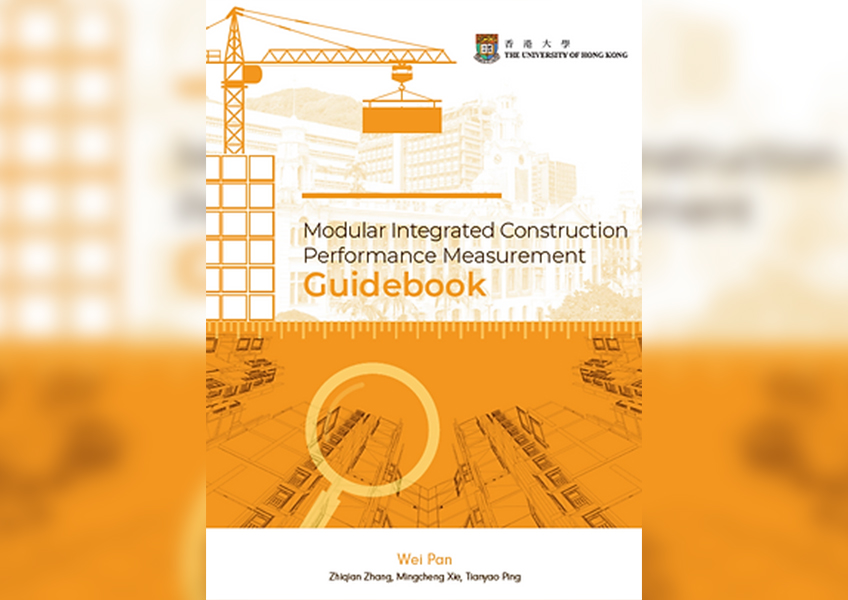 香港大學
THE UNIVERSITY OF HONG KONG
Modular Integrated Construction
Performance Measurement
Guidebook
Wei Pan
Zhiqian Zhang, Mingcheng Xie, Tianyao Ping